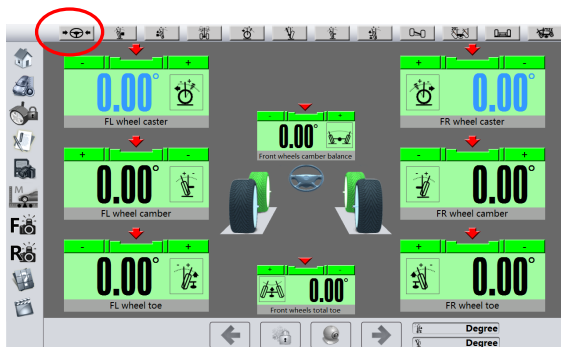 - +
0.00°
FL wheel caster
+ -
0.00°
FR wheel caster
- +
0.00°
Front wheels camber balance
+ -
0.00°
FL wheel camber
+ -
0.00°
FR wheel camber
- +
0.00°
FL wheel toe
+ -
0.00°
Front wheels total toe
+ -
0.00°
FR wheel toe
M
F
R
Degree
Degree